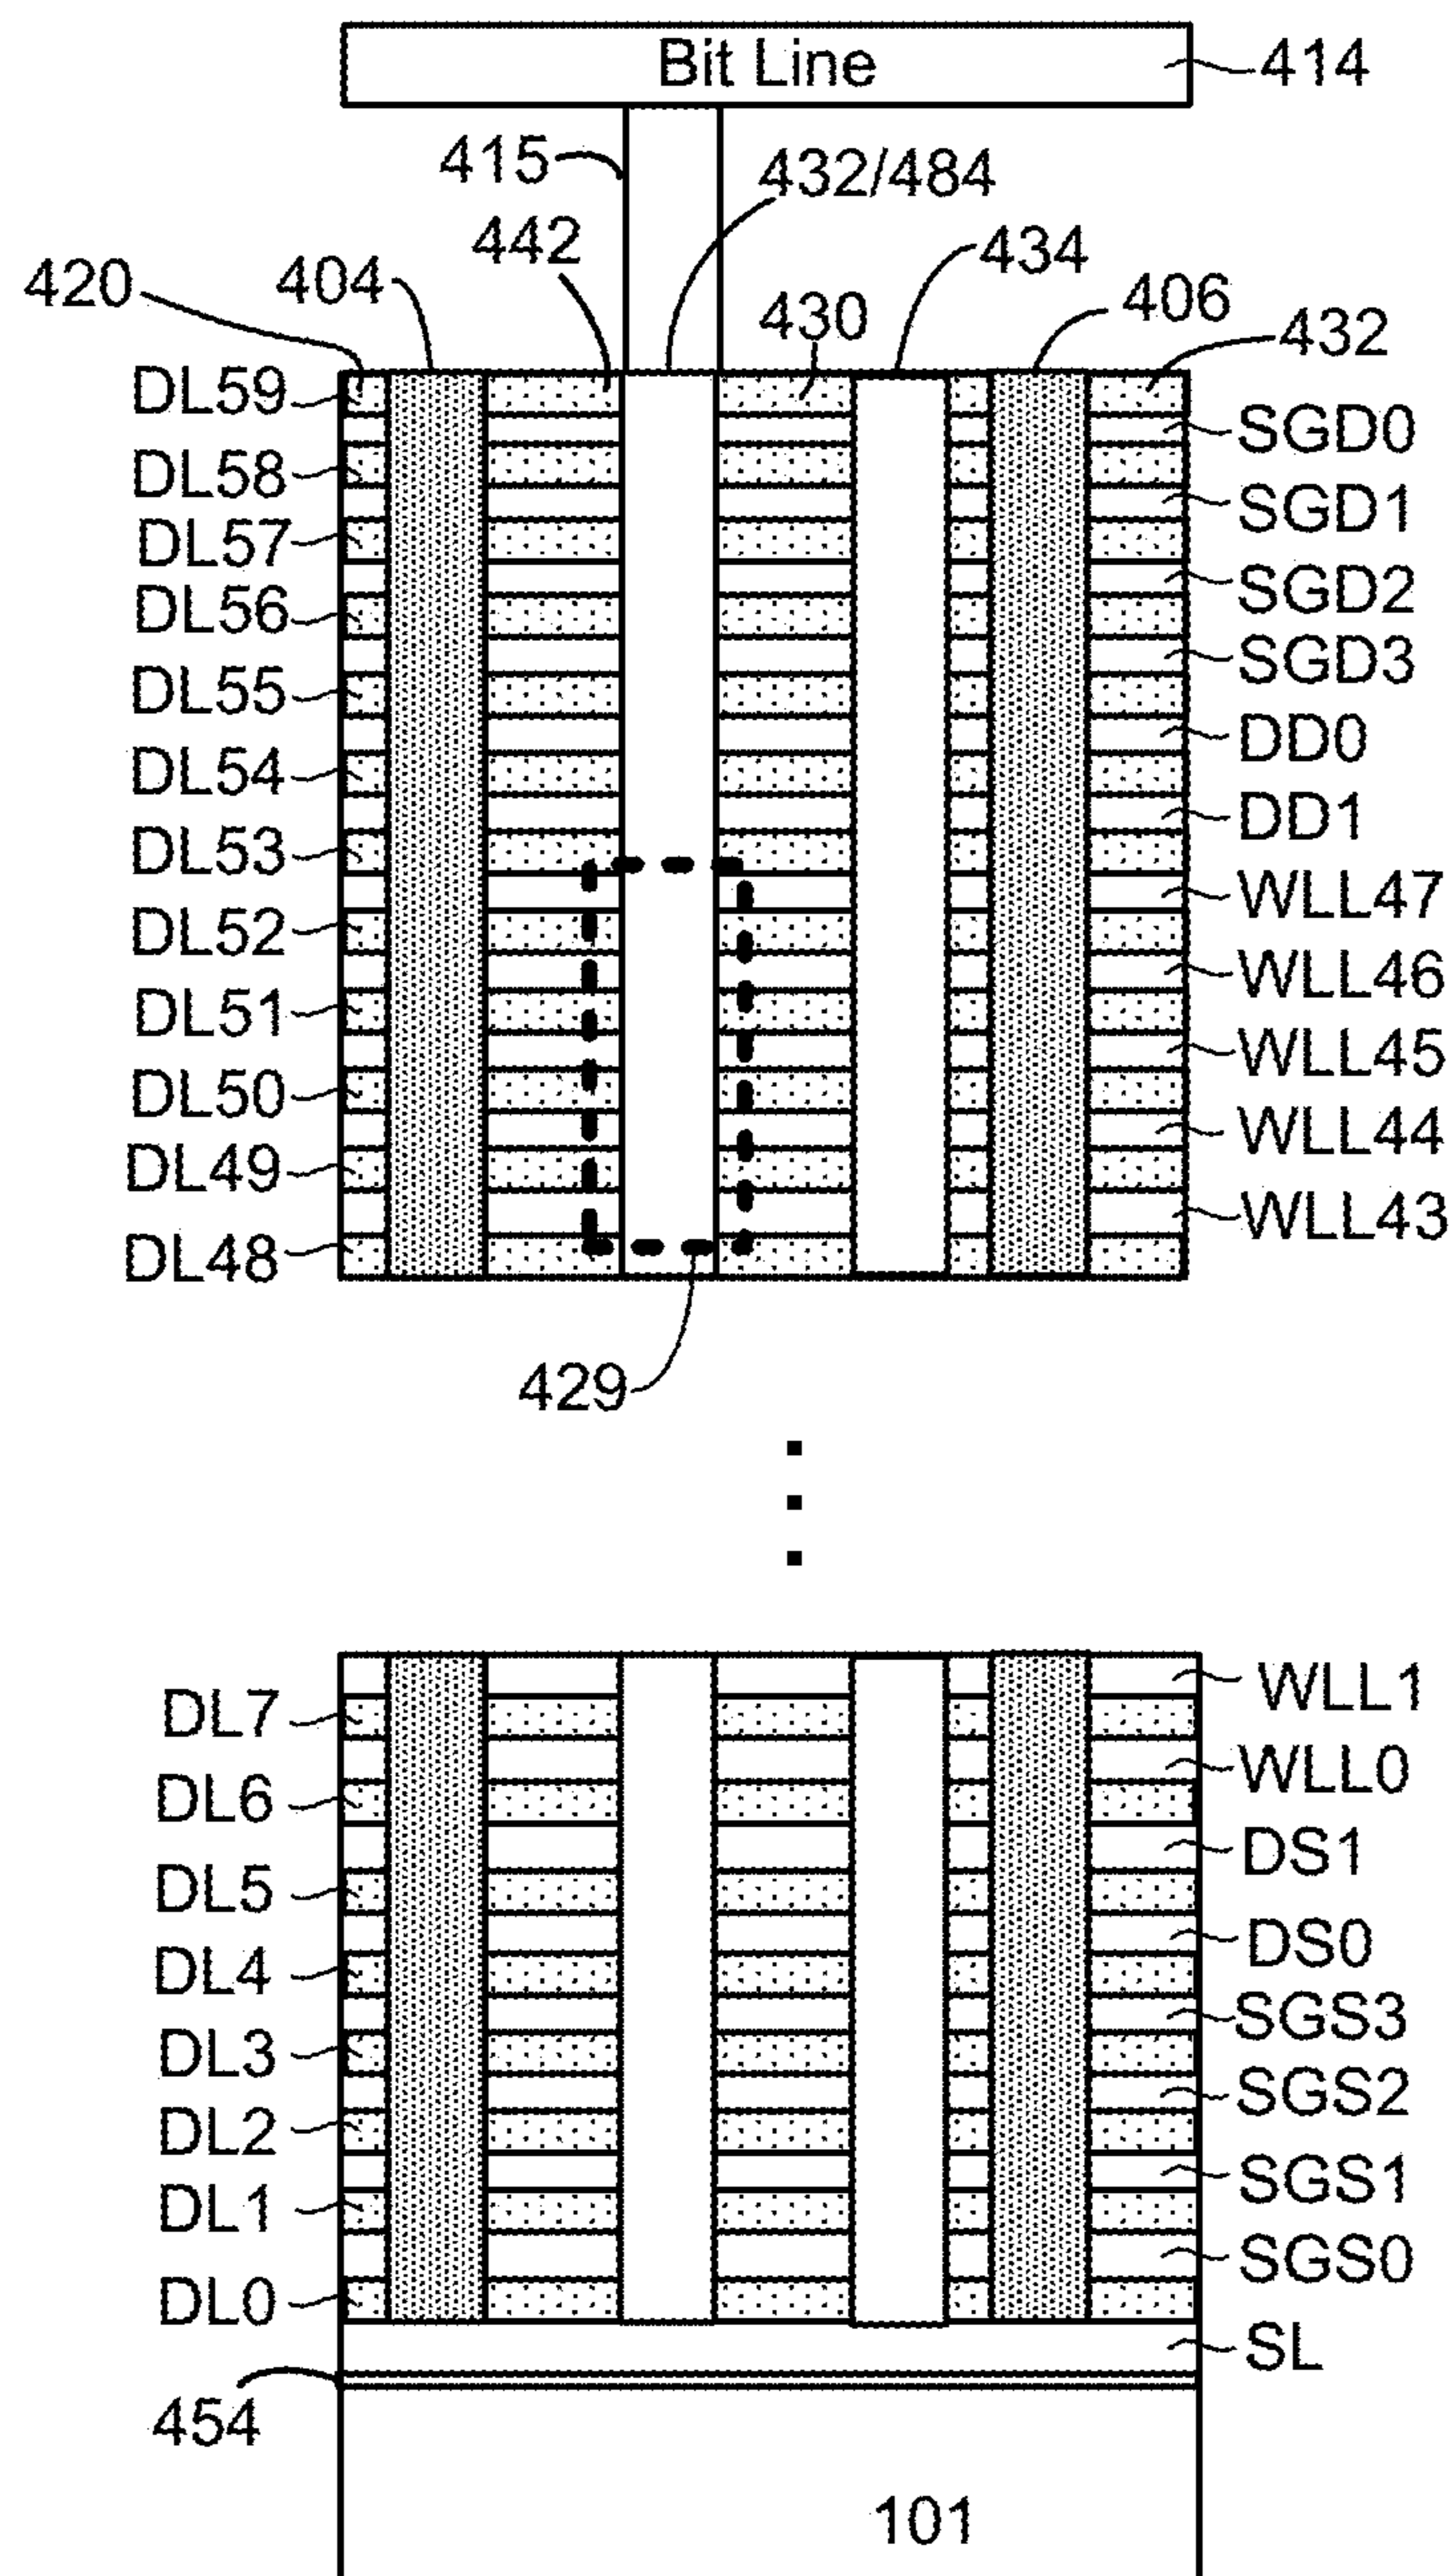 Bit Line
414
415
432/484
442
434
420
404
430
406
432
DL59
SGD0
DL58
SGD1
DL57
SGD2
DL56
SGD3
DL55
DD0
DL54
DD1
DL53
WLL47
DL52
WLL46
DL51
WLL45
DL50
WLL44
DL49
WLL43
DL48
429
WLL1
DL7
WLL0
DL6
DS1
DL5
DS0
DL4
SGS3
DL3
SGS2
DL2
SGS1
DL1
SGS0
DL0
SL
454
101